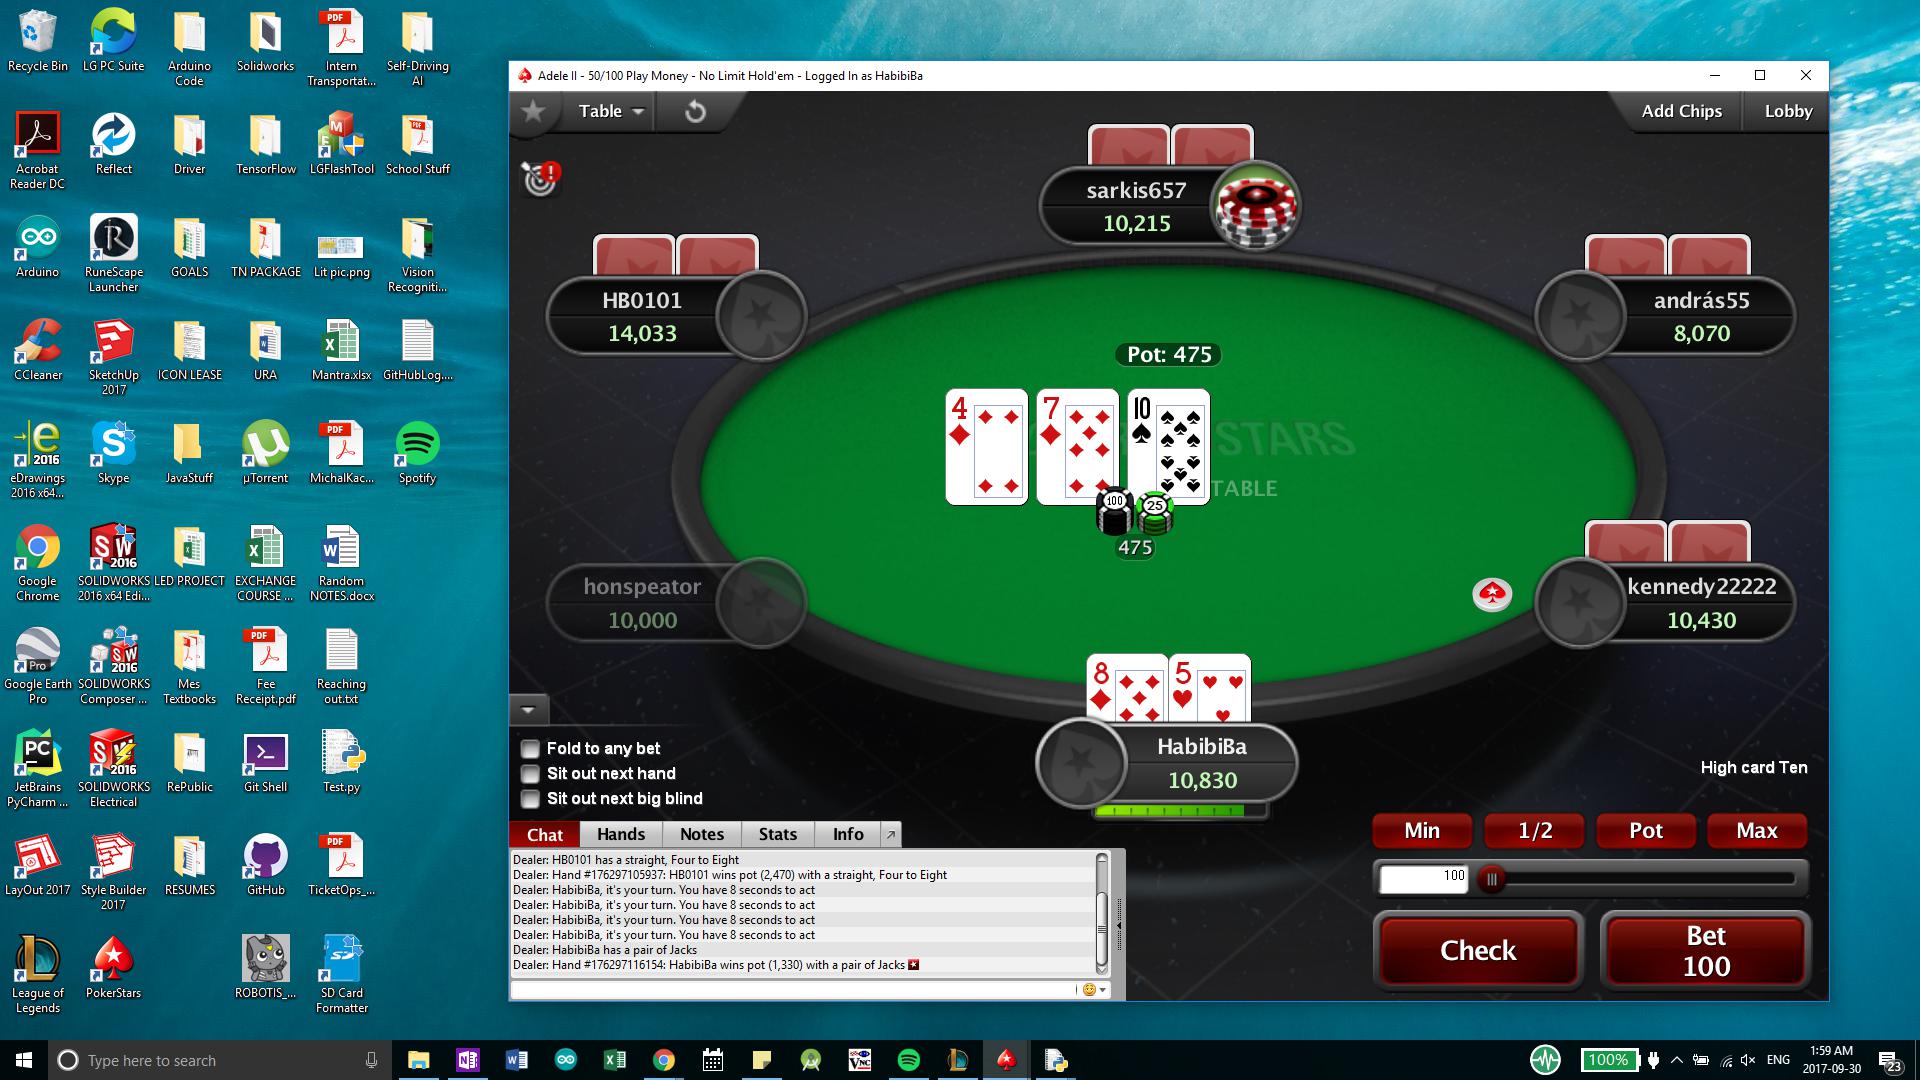 Recycle Bin
LG PC Suite
Arduino
Code
Solidworks
Intern
Transportat...
Self-Driving
AI
Acrobat
Reader DC
Reflect
Driver
TensorFlow
LGFlashTool
School Stuff
Arduino
RuneScape
Launcher
GOALS
TN PACKAGE
Lit pic.png
Vision
Recogniti...
CCleaner
SketchUp
2017
ICON LEASE
URA
Mantra.xlsx
GitHubLog....
eDrawings
2016 x64...
Skype
JavaStuff
µTorrent
MichalKac...
Spotify
Google
Chrome
SOLIDWORKS
2016 x64 Edi...
LED PROJECT
EXCHANGE
COURSE ...
Random
NOTES.docx
Google Earth
Pro
SOLIDWORKS
Composer ...
Mes
Textbooks
Fee
Receipt.pdf
Reaching
out.txt
JetBrains
PyCharm ...
SOLIDWORKS
Electrical
RePublic
Git Shell
Test.py
LayOut 2017
Style Builder
2017
RESUMES
GitHub
TicketOps_...
League of
Legends
PokerStars
ROBOTIS_...
SD Card
Formatter
Adele II - 50/100 Play Money - No Limit Hold'em - Logged In as HabibiBa
Table
Add Chips
Lobby
sarkis657
10,215
HB0101
14,033
andrás55
8,070
Pot: 475
4
7
10
STARS
TABLE
100
25
475
honspeator
10,000
kennedy22222
10,430
8
5
HabibiBa
10,830
Fold to any bet
Sit out next hand
Sit out next big blind
High card Ten
Min
1/2
Pot
Max
100
Check
Bet
100
Chat
Hands
Notes
Stats
Info
Dealer: HB0101 has a straight, Four to Eight
Dealer: Hand #176297105937: HB0101 wins pot (2,470) with a straight, Four to Eight
Dealer: HabibiBa, it's your turn. You have 8 seconds to act
Dealer: HabibiBa, it's your turn. You have 8 seconds to act
Dealer: HabibiBa, it's your turn. You have 8 seconds to act
Dealer: HabibiBa, it's your turn. You have 8 seconds to act
Dealer: HabibiBa has a pair of Jacks
Dealer: Hand #176297116154: HabibiBa wins pot (1,330) with a pair of Jacks
Type here to search
100%
ENG
1:59 AM
2017-09-30
23